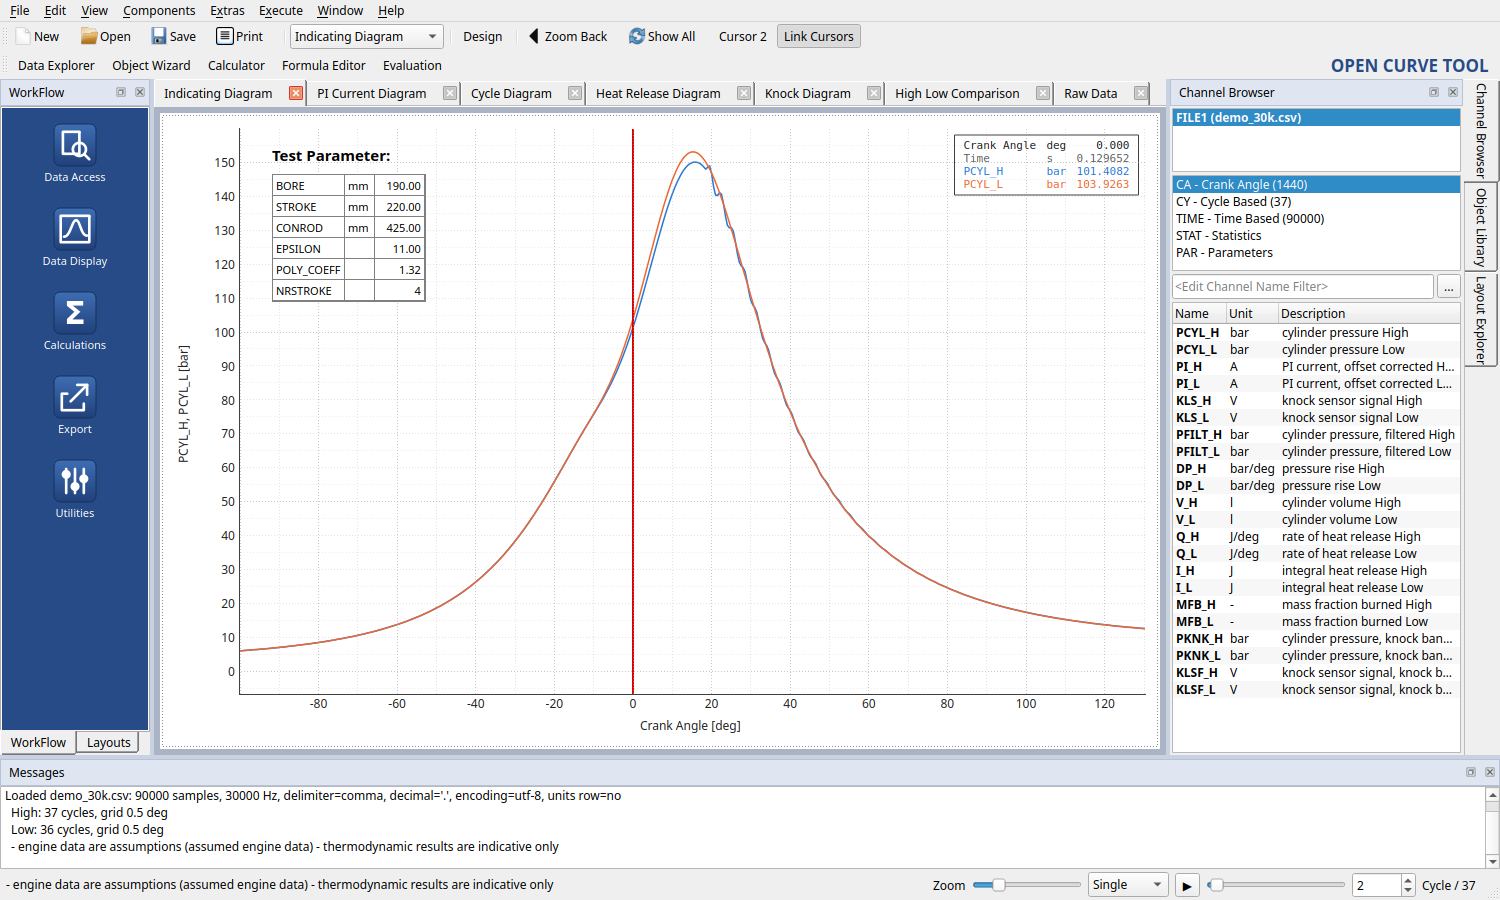 File Edit View Components Extras Execute Window Help
New Open Save Print Indicating Diagram Design Zoom Back Show All Cursor 2 Link Cursors
Data Explorer Object Wizard Calculator Formula Editor Evaluation OPEN CURVE TOOL
WorkFlow
Data Access
Data Display
Calculations
Export
Utilities
WorkFlow Layouts
Indicating Diagram PI Current Diagram Cycle Diagram Heat Release Diagram Knock Diagram High Low Comparison Raw Data
Test Parameter:
BORE mm 190.00
STROKE mm 220.00
CONROD mm 425.00
EPSILON 11.00
POLY_COEFF 1.32
NRSTROKE 4
Crank Angle deg 0.000
Time s 0.129652
PCYL_H bar 101.4082
PCYL_L bar 103.9263
PCYL_H, PCYL_L [bar]
150
140
130
120
110
100
90
80
70
60
50
40
30
20
10
0
-80 -60 -40 -20 0 20 40 60 80 100 120
Crank Angle [deg]
Channel Browser
FILE1 (demo_30k.csv)
CA - Crank Angle (1440)
CY - Cycle Based (37)
TIME - Time Based (90000)
STAT - Statistics
PAR - Parameters
<Edit Channel Name Filter> ...
Name Unit Description
PCYL_H bar cylinder pressure High
PCYL_L bar cylinder pressure Low
PI_H A PI current, offset corrected H...
PI_L A PI current, offset corrected L...
KLS_H V knock sensor signal High
KLS_L V knock sensor signal Low
PFILT_H bar cylinder pressure, filtered High
PFILT_L bar cylinder pressure, filtered Low
DP_H bar/deg pressure rise High
DP_L bar/deg pressure rise Low
V_H l cylinder volume High
V_L l cylinder volume Low
Q_H J/deg rate of heat release High
Q_L J/deg rate of heat release Low
I_H J integral heat release High
I_L J integral heat release Low
MFB_H - mass fraction burned High
MFB_L - mass fraction burned Low
PKNK_H bar cylinder pressure, knock ban...
PKNK_L bar cylinder pressure, knock ban...
KLSF_H V knock sensor signal, knock b...
KLSF_L V knock sensor signal, knock b...
Channel Browser
Object Library
Layout Explorer
Messages
Loaded demo_30k.csv: 90000 samples, 30000 Hz, delimiter=comma, decimal='.', encoding=utf-8, units row=no
High: 37 cycles, grid 0.5 deg
Low: 36 cycles, grid 0.5 deg
- engine data are assumptions (assumed engine data) - thermodynamic results are indicative only
- engine data are assumptions (assumed engine data) - thermodynamic results are indicative only
Zoom Single 2 Cycle / 37